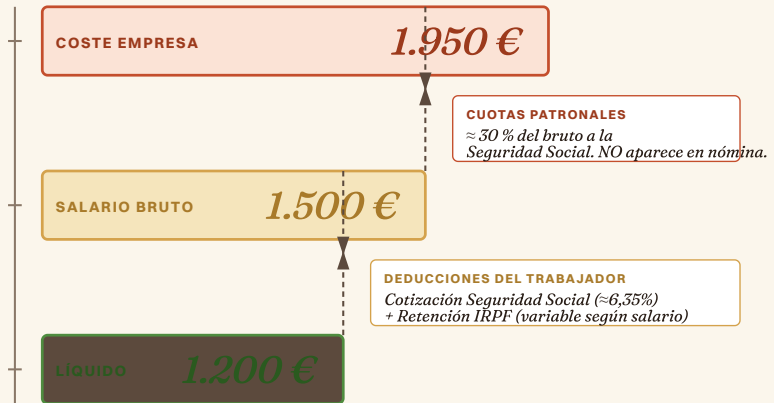 COSTE EMPRESA
1.950 €
CUOTAS PATRONALES
≈ 30 % del bruto a la
Seguridad Social. NO aparece en nómina.
SALARIO BRUTO
1.500 €
DEDUCCIONES DEL TRABAJADOR
Cotización Seguridad Social (≈6,35%)
+ Retención IRPF (variable según salario)
LÍQUIDO
1.200 €